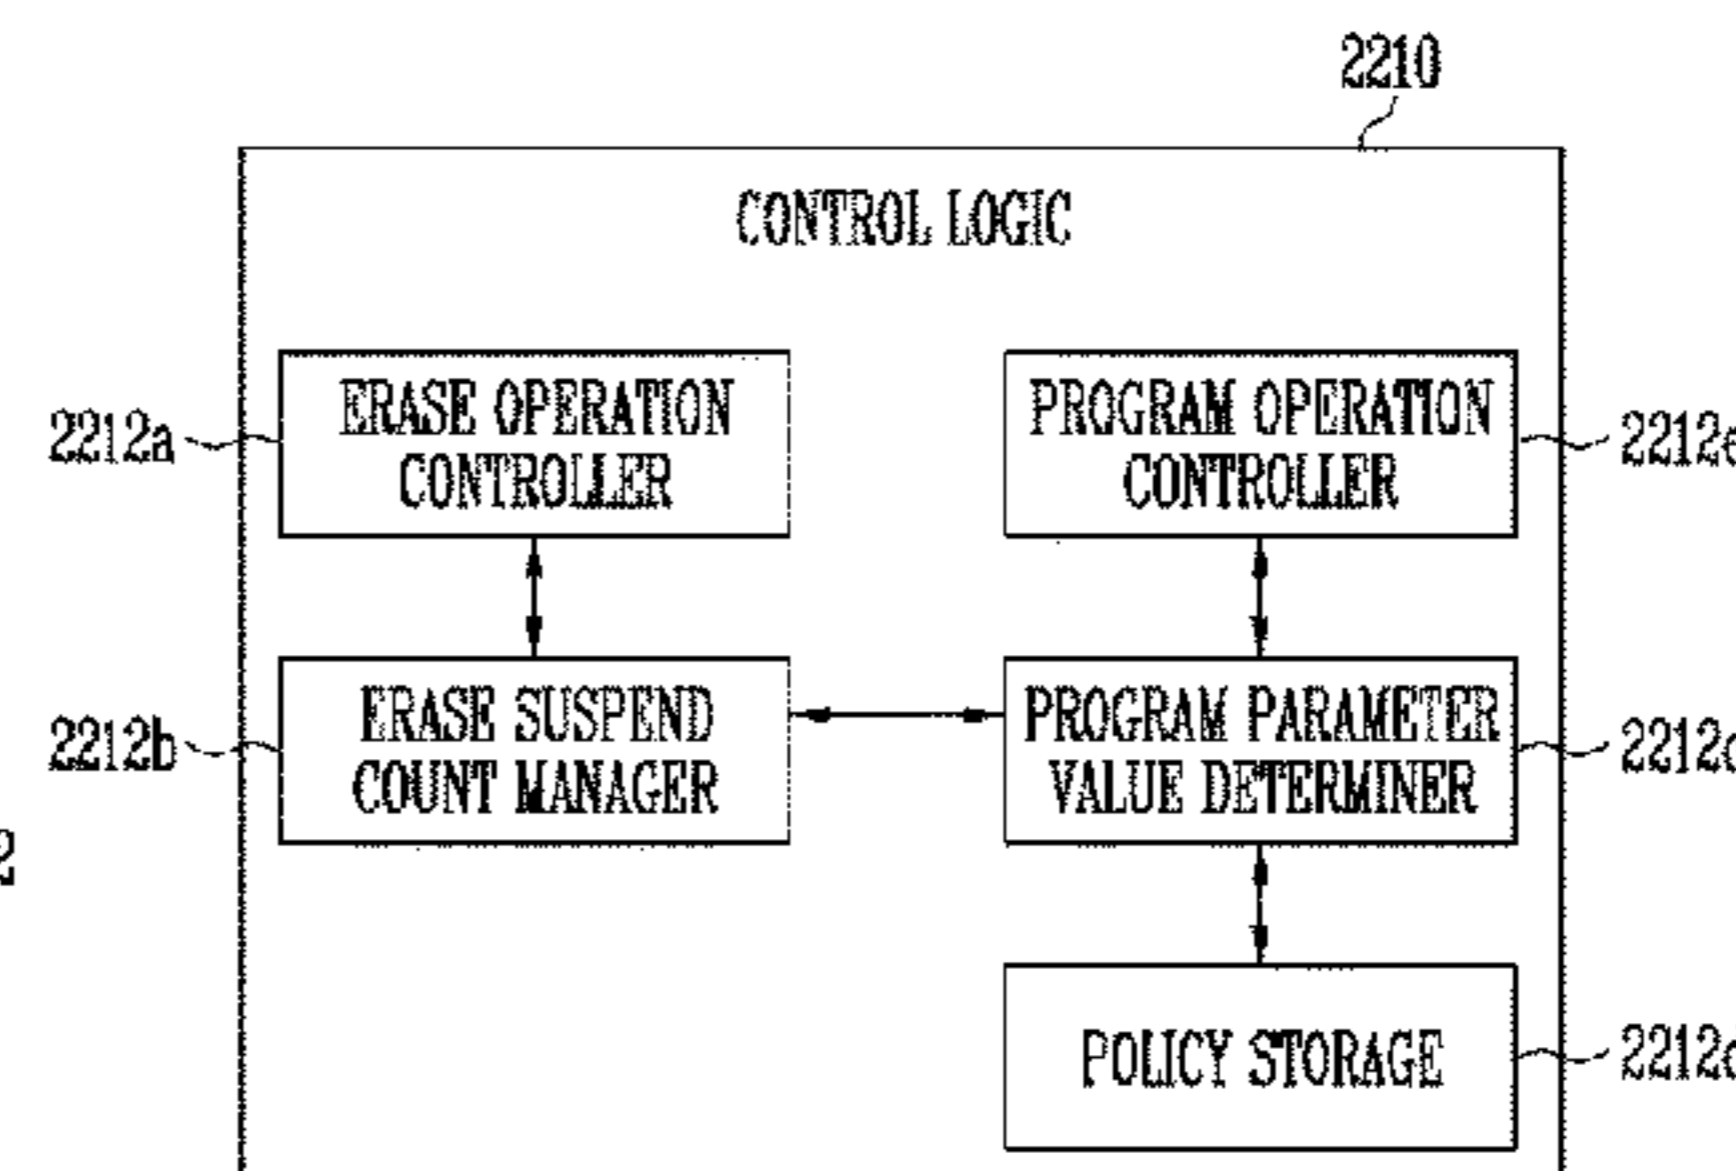 2210
CONTROL LOGIC
ERASE OPERATION
CONTROLLER
PROGRAM OPERATION
CONTROLLER
2212a
ERASE SUSPEND
COUNT MANAGER
PROGRAM PARAMETER
VALUE DETERMINER
2212b
POLICY STORAGE